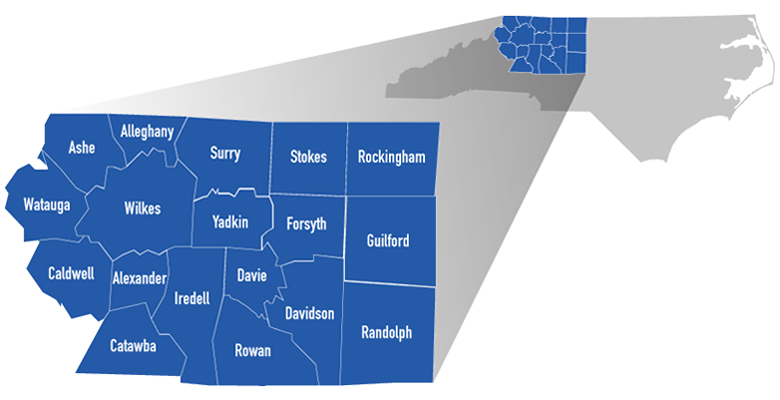 Alleghany
Ashe
Surry
Stokes
Rockingham
Watauga
Wilkes
Yadkin
Forsyth
Guilford
Caldwell
Alexander
Davie
Iredell
Davidson
Randolph
Catawba
Rowan